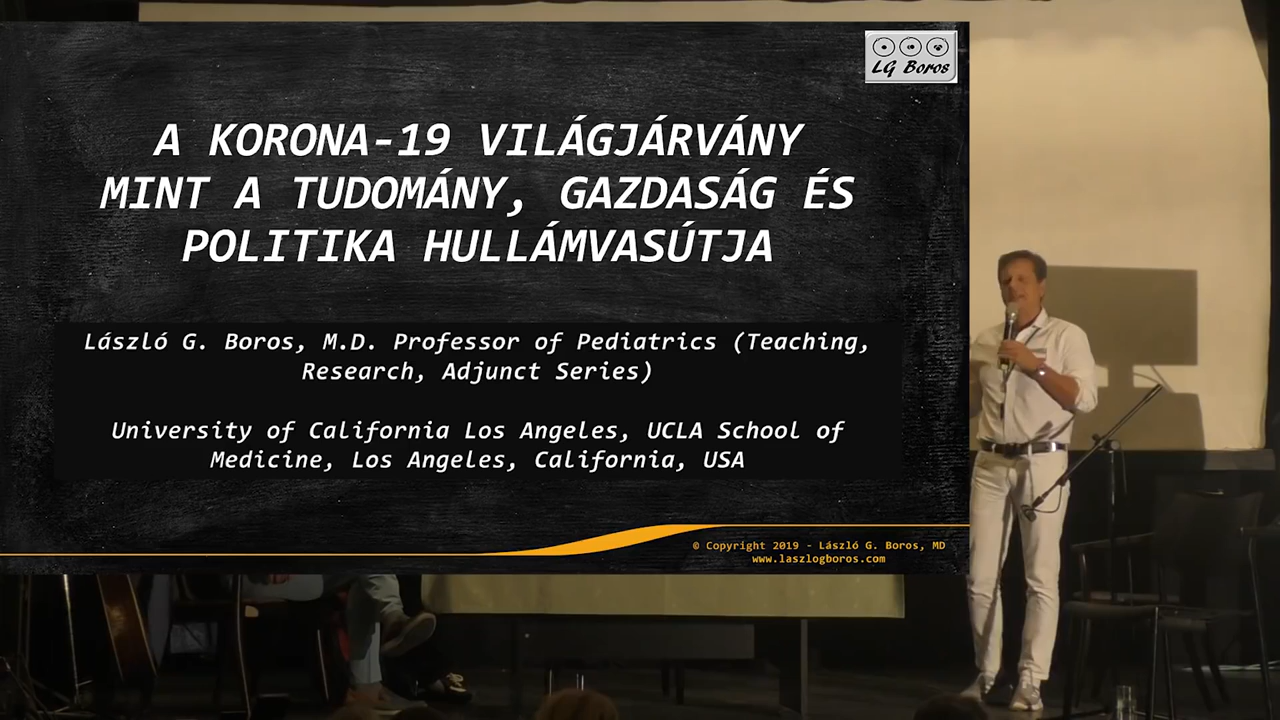 LG Boros
A KORONA-19 VILÁGJÁRVÁNY
MINT A TUDOMÁNY, GAZDASÁG ÉS
POLITIKA HULLÁMVASÚTJA
László G. Boros, M.D. Professor of Pediatrics (Teaching,
Research, Adjunct Series)
University of California Los Angeles, UCLA School of
Medicine, Los Angeles, California, USA
© Copyright 2019 - László G. Boros, MD
www.laszlogboros.com